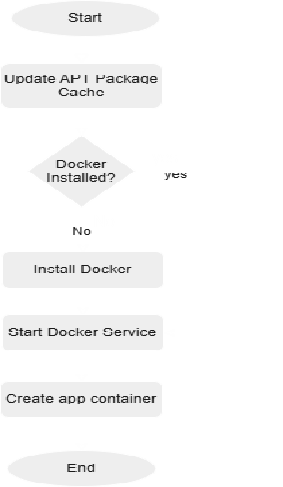 Start
Update APT Package
Cache
Docker
Installed?
yes
No
Install Docker
Start Docker Service
Create app container
End